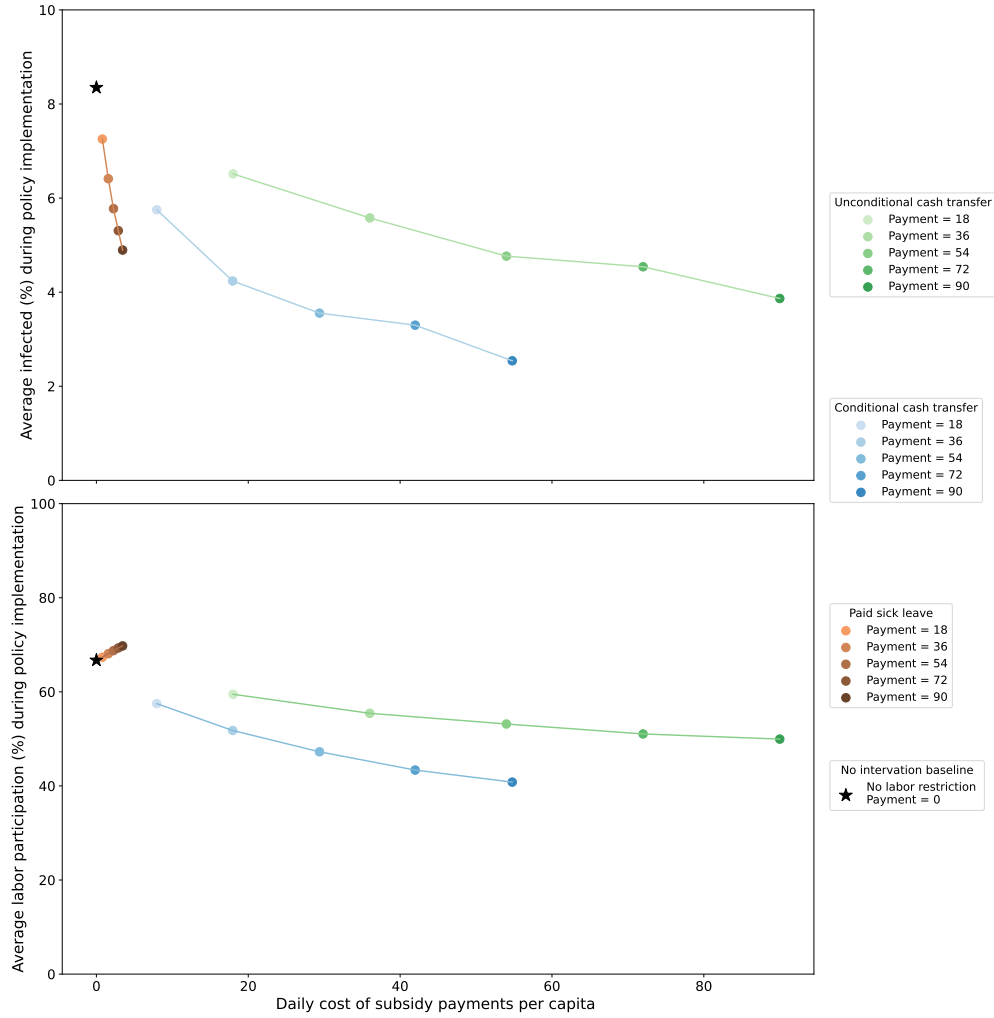 10
8
6
4
2
0
Average infected (%) during policy implementation
100
80
60
40
20
0
Average labor participation (%) during policy implementation
0
20
40
60
80
Daily cost of subsidy payments per capita
Unconditional cash transfer
Payment = 18
Payment = 36
Payment = 54
Payment = 72
Payment = 90
Conditional cash transfer
Payment = 18
Payment = 36
Payment = 54
Payment = 72
Payment = 90
Paid sick leave
Payment = 18
Payment = 36
Payment = 54
Payment = 72
Payment = 90
No intervation baseline
No labor restriction
Payment = 0